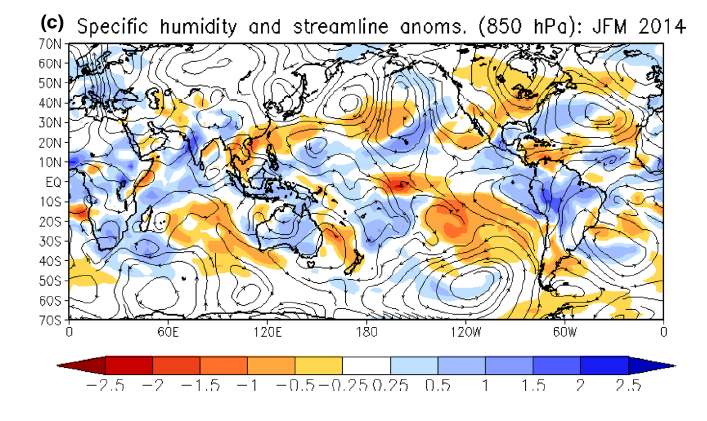 (c) Specific humidity and streamline anoms. (850 hPa): JFM 2014
70N
60N
50N
40N
30N
20N
10N
EQ
10S
20S
30S
40S
50S
60S
70S
0 60E 120E 180 120W 60W 0
-2.5 -2 -1.5 -1 -0.5 -0.25 0.25 0.5 1 1.5 2 2.5